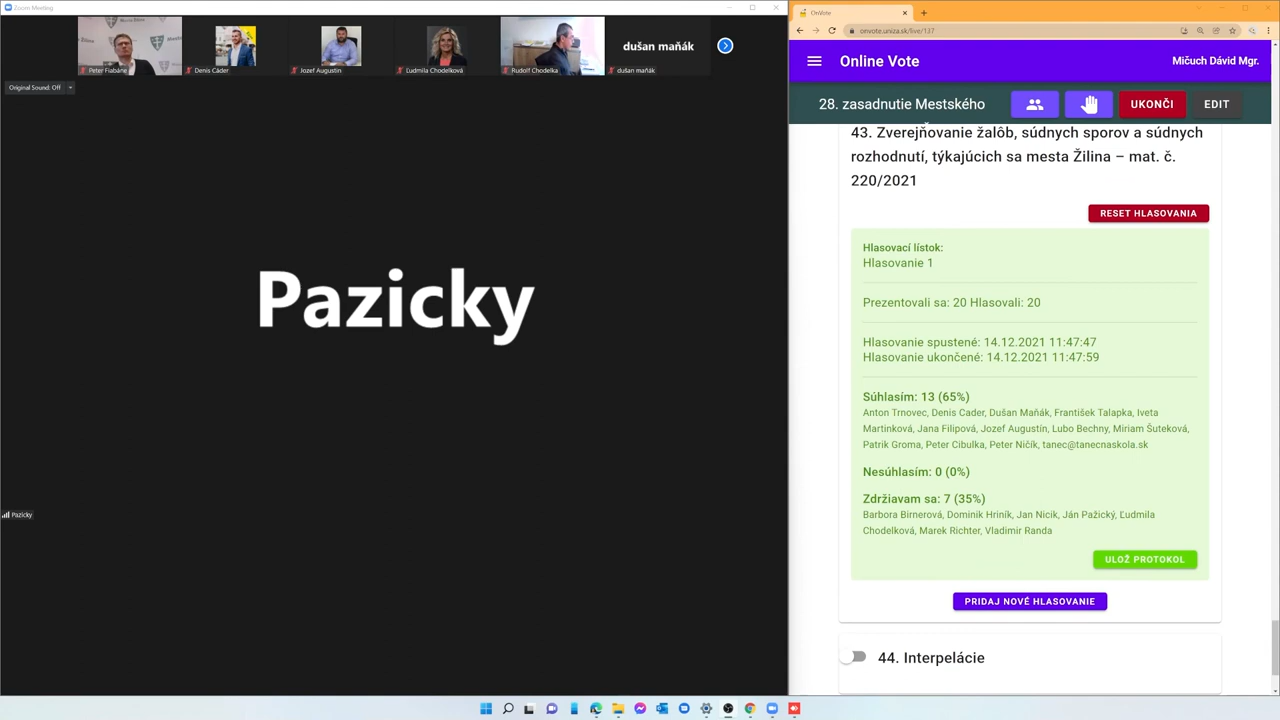 Zoom Meeting
Peter Fiabáne
Denis Cáder
Jozef Augustín
Ľudmila Chodelková
Rudolf Chodelka
dušan maňák
dušan maňák
Original Sound: Off
Pazicky
Pazicky
OnVote
onvote.uniza.sk/live/137
Online Vote
Mičuch Dávid Mgr.
28. zasadnutie Mestského
UKONČI
EDIT
43. Zverejňovanie žalôb, súdnych sporov a súdnych
rozhodnutí, týkajúcich sa mesta Žilina – mat. č.
220/2021
RESET HLASOVANIA
Hlasovací lístok:
Hlasovanie 1
Prezentovali sa: 20 Hlasovali: 20
Hlasovanie spustené: 14.12.2021 11:47:47
Hlasovanie ukončené: 14.12.2021 11:47:59
Súhlasím: 13 (65%)
Anton Trnovec, Denis Cader, Dušan Maňák, František Talapka, Iveta
Martinková, Jana Filipová, Jozef Augustín, Lubo Bechny, Miriam Šuteková,
Patrik Groma, Peter Cibulka, Peter Ničík, tanec@tanecnaskola.sk
Nesúhlasím: 0 (0%)
Zdržiavam sa: 7 (35%)
Barbora Birnerová, Dominik Hriník, Jan Nicik, Ján Pažický, Ľudmila
Chodelková, Marek Richter, Vladimir Randa
ULOŽ PROTOKOL
PRIDAJ NOVÉ HLASOVANIE
44. Interpelácie